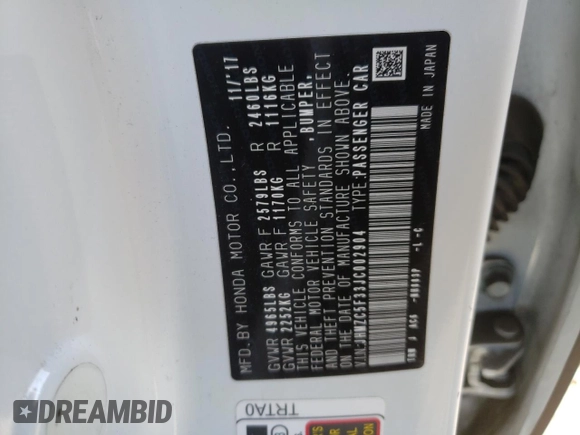 MFD.BY HONDA MOTOR CO.,LTD. 11/'17
GVWR 4965LBS GAWR F 2579LBS R 2460LBS
GVWR 2252KG GAWR F 1170KG R 1116KG
THIS VEHICLE CONFORMS TO ALL APPLICABLE
FEDERAL MOTOR VEHICLE SAFETY , BUMPER,
AND THEFT PREVENTION STANDARDS IN EFFECT
ON THE DATE OF MANUFACTURE SHOWN ABOVE.
TYPE:PASSENGER CAR
MADE IN JAPAN
TRTA0
DREAMBID